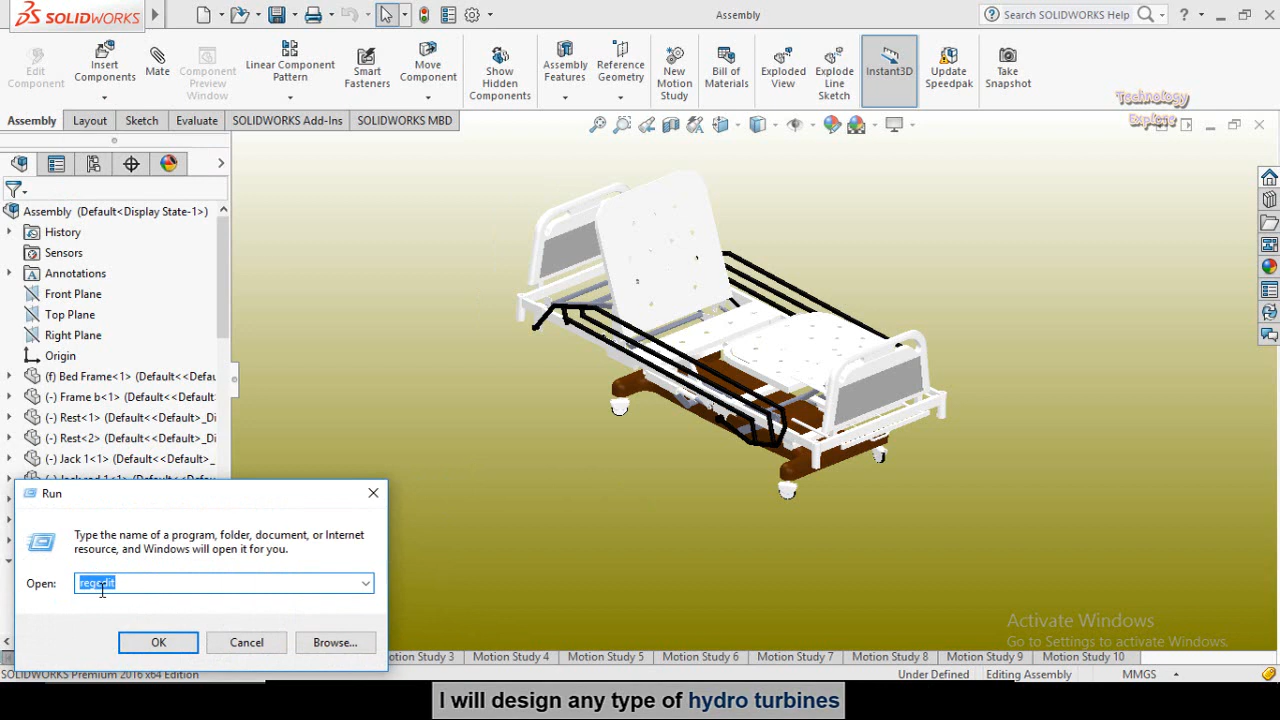 SOLIDWORKS
Assembly
Search SOLIDWORKS Help
?
Edit Component
Insert Components
Mate
Component Preview Window
Linear Component Pattern
Smart Fasteners
Move Component
Show Hidden Components
Assembly Features
Reference Geometry
New Motion Study
Bill of Materials
Exploded View
Explode Line Sketch
Instant3D
Update Speedpak
Take Snapshot
Technology
Explore
Assembly
Layout
Sketch
Evaluate
SOLIDWORKS Add-Ins
SOLIDWORKS MBD
Assembly (Default<Display State-1>)
History
Sensors
Annotations
Front Plane
Top Plane
Right Plane
Origin
(f) Bed Frame<1> (Default<<Defau
(-) Frame b<1> (Default<<Default
(-) Rest<1> (Default<<Default>_Di
(-) Rest<2> (Default<<Default>_Di
(-) Jack 1<1> (Default<<Default>_
Run
Type the name of a program, folder, document, or Internet
resource, and Windows will open it for you.
Open:
regedit
OK
Cancel
Browse...
Activate Windows
Go to Settings to activate Windows.
otion Study 3
Motion Study 4
Motion Study 5
Motion Study 6
Motion Study 7
Motion Study 8
Motion Study 9
Motion Study 10
SOLIDWORKS Premium 2016 x64 Edition
Under Defined
Editing Assembly
MMGS
I will design any type of hydro turbines